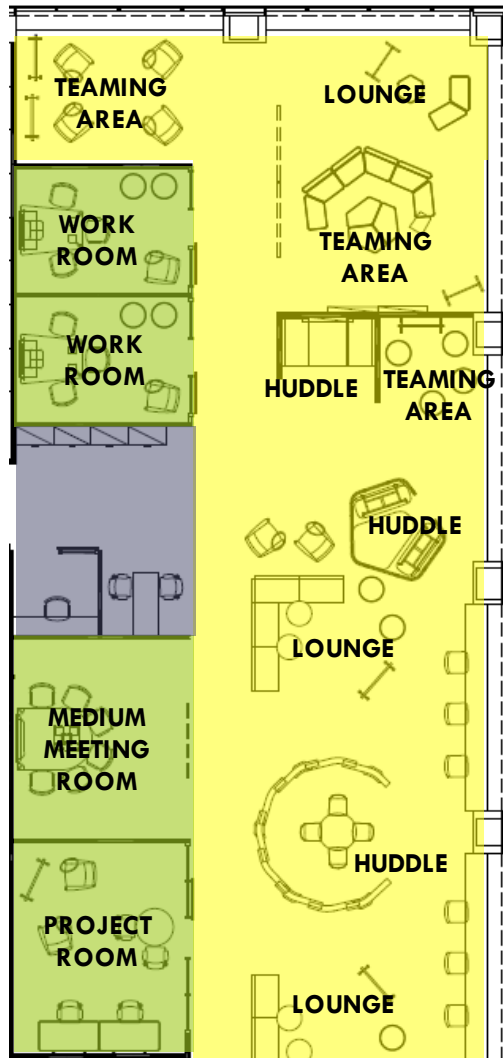 TEAMING
AREA
LOUNGE
WORK
ROOM
TEAMING
AREA
WORK
ROOM
HUDDLE
TEAMING
AREA
HUDDLE
LOUNGE
MEDIUM
MEETING
ROOM
HUDDLE
PROJECT
ROOM
LOUNGE